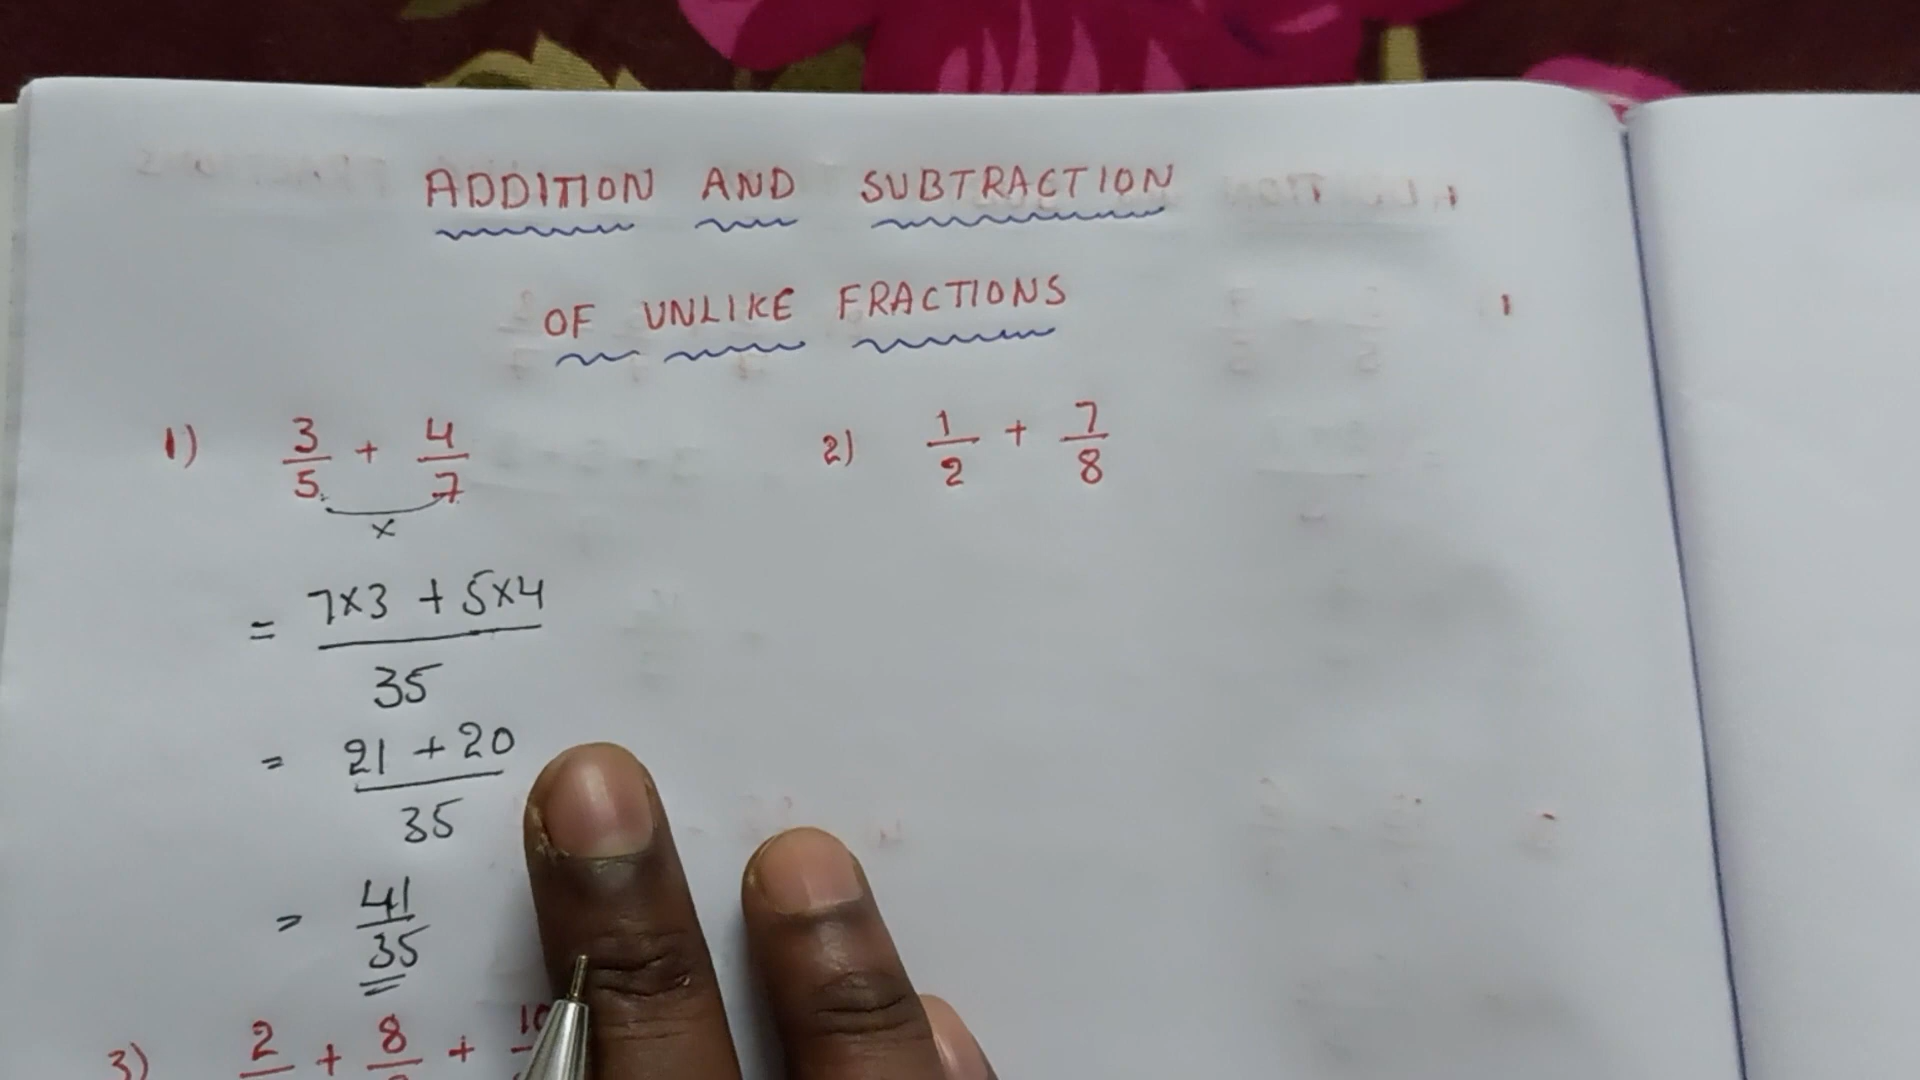 ADDITION AND SUBTRACTION
OF UNLIKE FRACTIONS
1) 3/5 + 4/7
×
2) 1/2 + 7/8
= 7×3 + 5×4 / 35
= 21 + 20 / 35
= 41/35
3) 2 + 8 + 10